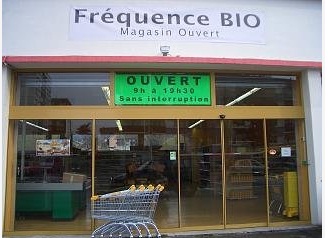 Fréquence BIO
Magasin Ouvert
OUVERT
9h à 19h30
Sans interruption